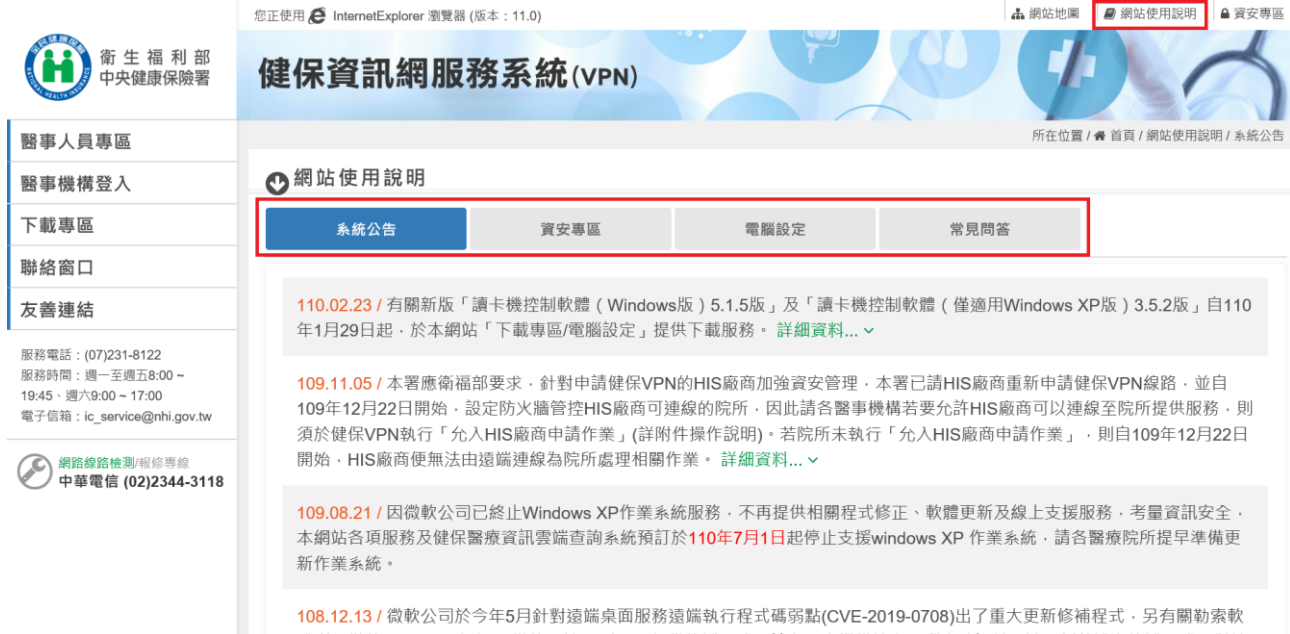 您正使用 InternetExplorer 瀏覽器 (版本：11.0)
網站地圖
網站使用說明
資安專區
衛生福利部
中央健康保險署
健保資訊網服務系統(VPN)
所在位置 / 首頁 / 網站使用說明 / 系統公告
醫事人員專區
醫事機構登入
下載專區
聯絡窗口
友善連結
服務電話：(07)231-8122
服務時間：週一至週五8:00 ~
19:45、週六9:00 ~ 17:00
電子信箱：ic_service@nhi.gov.tw
網路線路檢測/報修專線
中華電信 (02)2344-3118
網站使用說明
系統公告
資安專區
電腦設定
常見問答
110.02.23 / 有關新版「讀卡機控制軟體（Windows版）5.1.5版」及「讀卡機控制軟體（僅適用Windows XP版）3.5.2版」自110
年1月29日起，於本網站「下載專區/電腦設定」提供下載服務。 詳細資料...
109.11.05 / 本署應衛福部要求，針對申請健保VPN的HIS廠商加強資安管理，本署已請HIS廠商重新申請健保VPN線路，並自
109年12月22日開始，設定防火牆管控HIS廠商可連線的院所，因此請各醫事機構若要允許HIS廠商可以連線至院所提供服務，則
須於健保VPN執行「允入HIS廠商申請作業」(詳附件操作說明)。若院所未執行「允入HIS廠商申請作業」，則自109年12月22日
開始，HIS廠商便無法由遠端連線為院所處理相關作業。 詳細資料...
109.08.21 / 因微軟公司已終止Windows XP作業系統服務，不再提供相關程式修正、軟體更新及線上支援服務，考量資訊安全，
本網站各項服務及健保醫療資訊雲端查詢系統預訂於110年7月1日起停止支援windows XP 作業系統，請各醫療院所提早準備更
新作業系統。
108.12.13 / 微軟公司於今年5月針對遠端桌面服務遠端執行程式碼弱點(CVE-2019-0708)出了重大更新修補程式，另有關勒索軟